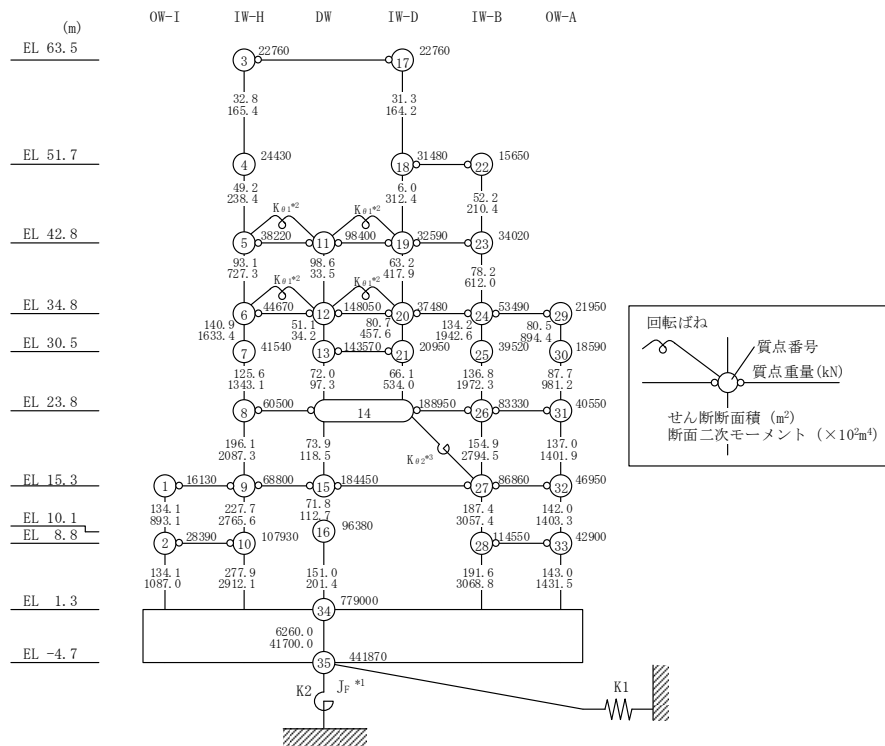 OW-I IW-H DW IW-D IW-B OW-A
(m)
EL 63.5
3 22760 17 22760
32.8 31.3
165.4 164.2
EL 51.7
4 24430 18 31480 22 15650
49.2 6.0 52.2
238.4 312.4 210.4
Kθ1*2 Kθ1*2
EL 42.8
5 38220 11 98400 19 32590 23 34020
93.1 98.6 63.2 78.2
727.3 33.5 417.9 612.0
Kθ1*2 Kθ1*2
EL 34.8
6 44670 12 148050 20 37480 24 53490 29 21950
140.9 51.1 80.7 134.2 80.5
1633.4 34.2 457.6 1942.6 894.4
EL 30.5
7 41540 13 143570 21 20950 25 39520 30 18590
125.6 72.0 66.1 136.8 87.7
1343.1 97.3 534.0 1972.3 981.2
EL 23.8
8 60500 14 188950 26 83330 31 40550
196.1 73.9 154.9 137.0
2087.3 118.5 2794.5 1401.9
Kθ2*3
EL 15.3
1 16130 9 68800 15 184450 27 86860 32 46950
134.1 227.7 71.8 187.4 142.0
893.1 2765.6 112.7 3057.4 1403.3
EL 10.1
16 96380
EL 8.8
2 28390 10 107930 28 114550 33 42900
134.1 277.9 151.0 191.6 143.0
1087.0 2912.1 201.4 3068.8 1431.5
EL 1.3
34 779000
6260.0
41700.0
EL -4.7
35 441870
K2 JF *1 K1
回転ばね
質点番号
質点重量(kN)
せん断断面積 (m²)
断面二次モーメント (×10²m⁴)